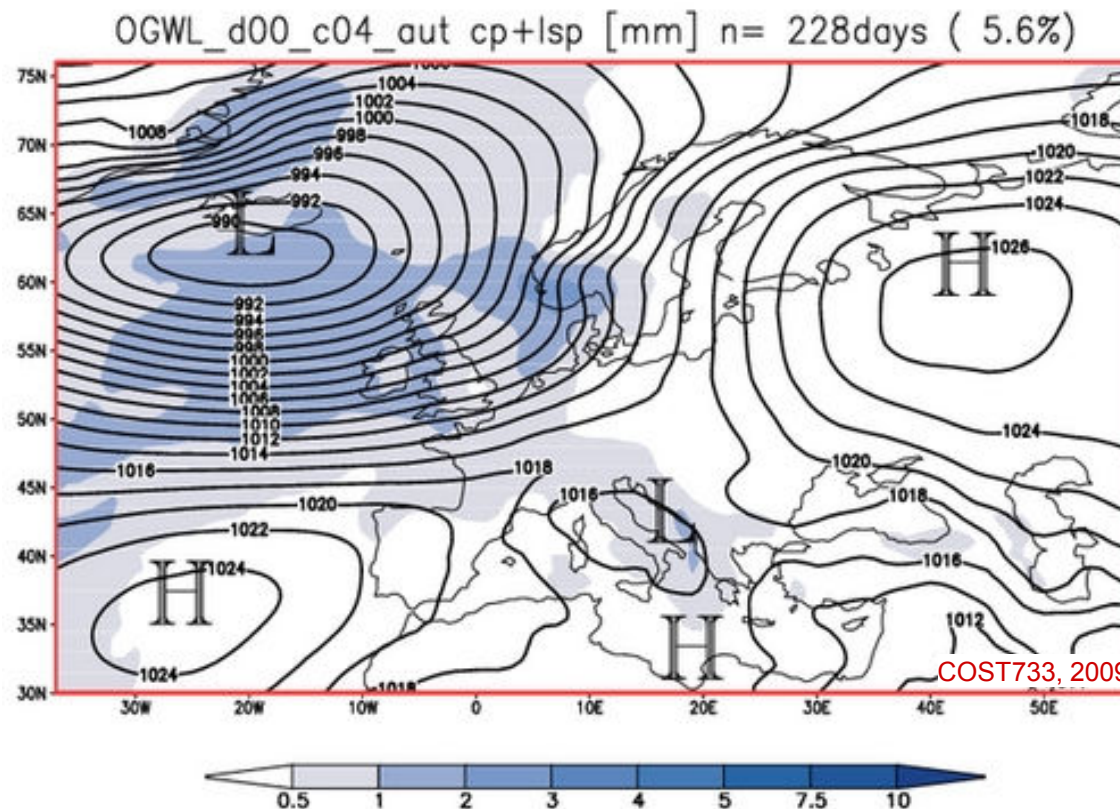 OGWL_d00_c04_aut cp+lsp [mm] n= 228days ( 5.6%)
75N
1004
1002
1000
1008
998
1018
70N
996
1020
994
1022
65N
992
1024
990
L
H
1026
60N
992
994
996
55N
998
1000
1002
1004
1006
50N
1008
1010
1012
1024
1014
1016
1018
1020
45N
1016
L
1018
1020
1022
40N
1016
H
1024
35N
H
1012
1024
COST733, 2009
30N
30W 20W 10W 0 10E 20E 30E 40E 50E
0.5 1 2 3 4 5 7.5 10